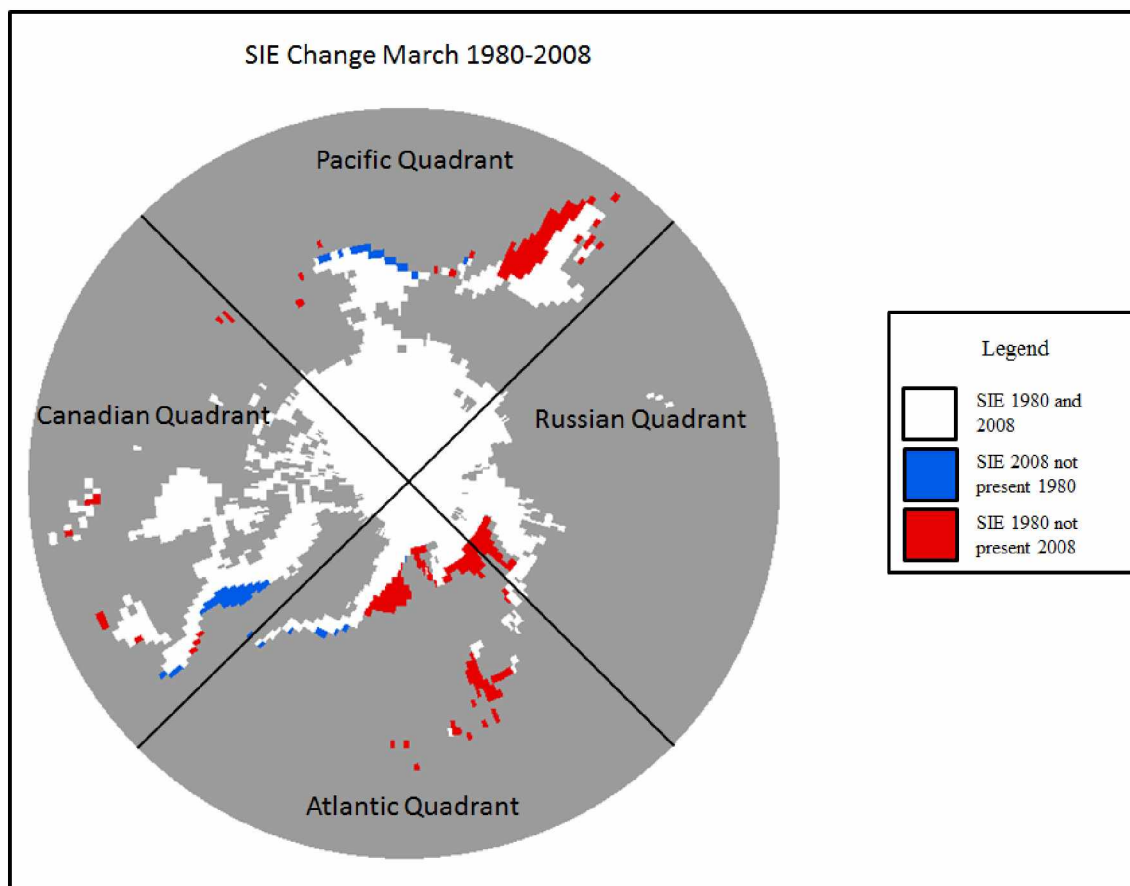 SIE Change March 1980-2008
Pacific Quadrant
Canadian Quadrant
Russian Quadrant
Atlantic Quadrant
Legend
SIE 1980 and
2008
SIE 2008 not
present 1980
SIE 1980 not
present 2008